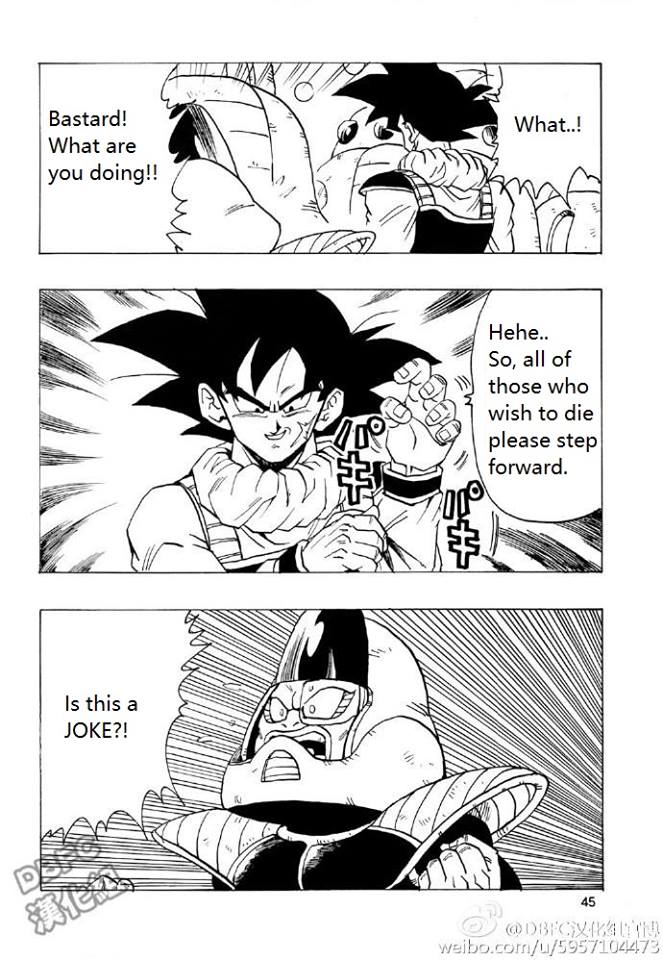 Bastard!
What are
you doing!!
What..!
Hehe..
So, all of
those who
wish to die
please step
forward.
パキ
パキ
Is this a
JOKE?!
DBFC
漢化組
45
@DBFC汉化组官博
weibo.com/u/5957104473